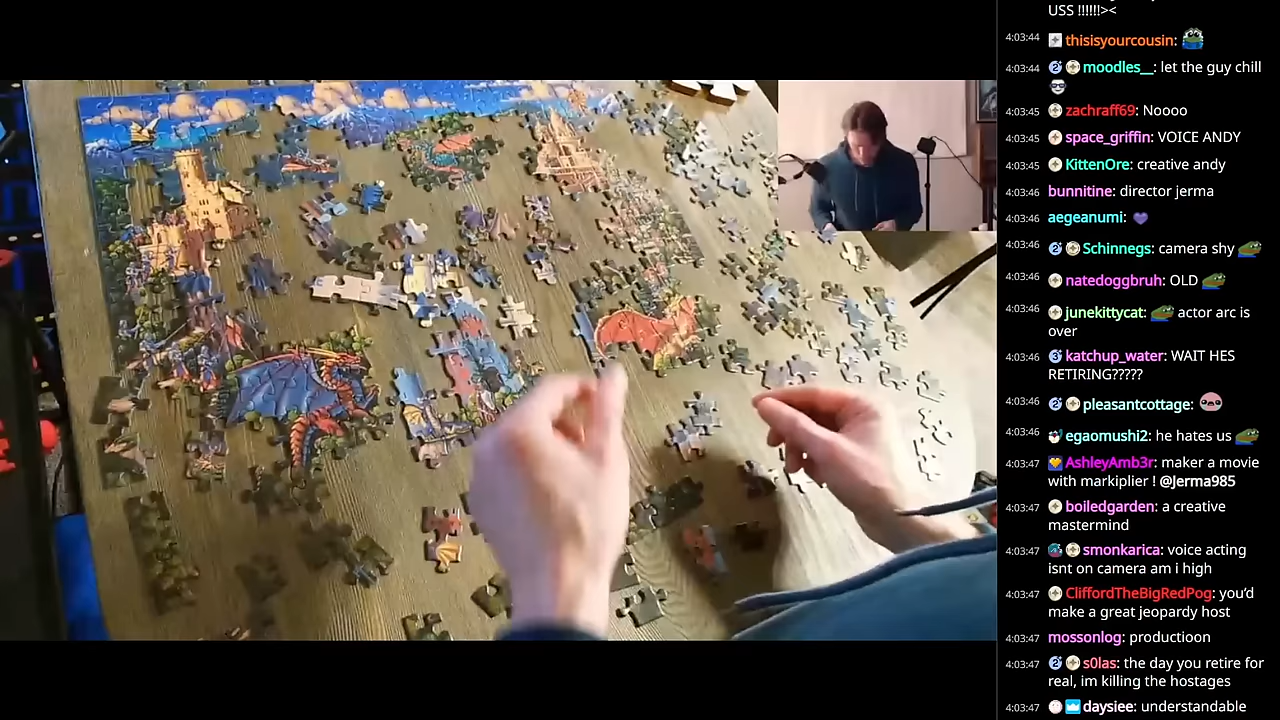 USS !!!!!!><
4:03:44 thisisyourcousin:
4:03:44 moodles__: let the guy chill
4:03:45 zachraff69: Noooo
4:03:45 space_griffin: VOICE ANDY
4:03:45 KittenOre: creative andy
4:03:46 bunnitine: director jerma
4:03:46 aegeanumi:
4:03:46 Schinnegs: camera shy
4:03:46 natedoggbruh: OLD
4:03:46 junekittycat: actor arc is
over
4:03:46 katchup_water: WAIT HES
RETIRING?????
4:03:46 pleasantcottage:
4:03:46 egaomushi2: he hates us
4:03:47 AshleyAmb3r: maker a movie
with markiplier ! @Jerma985
4:03:47 boiledgarden: a creative
mastermind
4:03:47 smonkarica: voice acting
isnt on camera am i high
4:03:47 CliffordTheBigRedPog: you'd
make a great jeopardy host
4:03:47 mossonlog: productioon
4:03:47 s0las: the day you retire for
real, im killing the hostages
4:03:47 daysiee: understandable